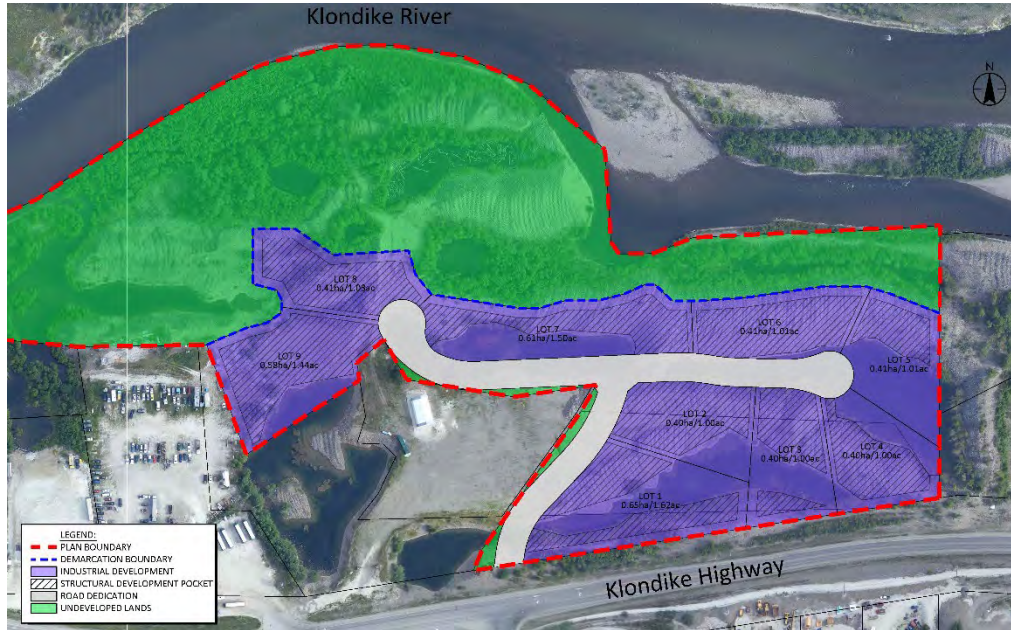 Klondike River
N
LOT 8
0.41ha/1.03ac
LOT 7
0.61ha/1.50ac
LOT 6
0.41ha/1.01ac
LOT 9
0.58ha/1.44ac
LOT 5
0.41ha/1.01ac
LOT 2
0.40ha/1.00ac
LOT 3
0.40ha/1.00ac
LOT 4
0.40ha/1.00ac
LOT 1
0.65ha/1.62ac
Klondike Highway
LEGEND:
PLAN BOUNDARY
DEMARCATION BOUNDARY
INDUSTRIAL DEVELOPMENT
STRUCTURAL DEVELOPMENT POCKET
ROAD DEDICATION
UNDEVELOPED LANDS